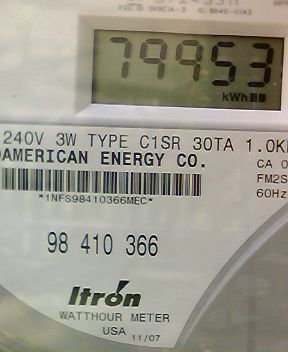 79953
kWh
240V 3W TYPE C1SR 30TA 1.0K
AMERICAN ENERGY CO.
CA 0
*1NFS98410366MEC*
FM2S
60Hz
98 410 366
Itron
WATTHOUR METER
USA 11/07